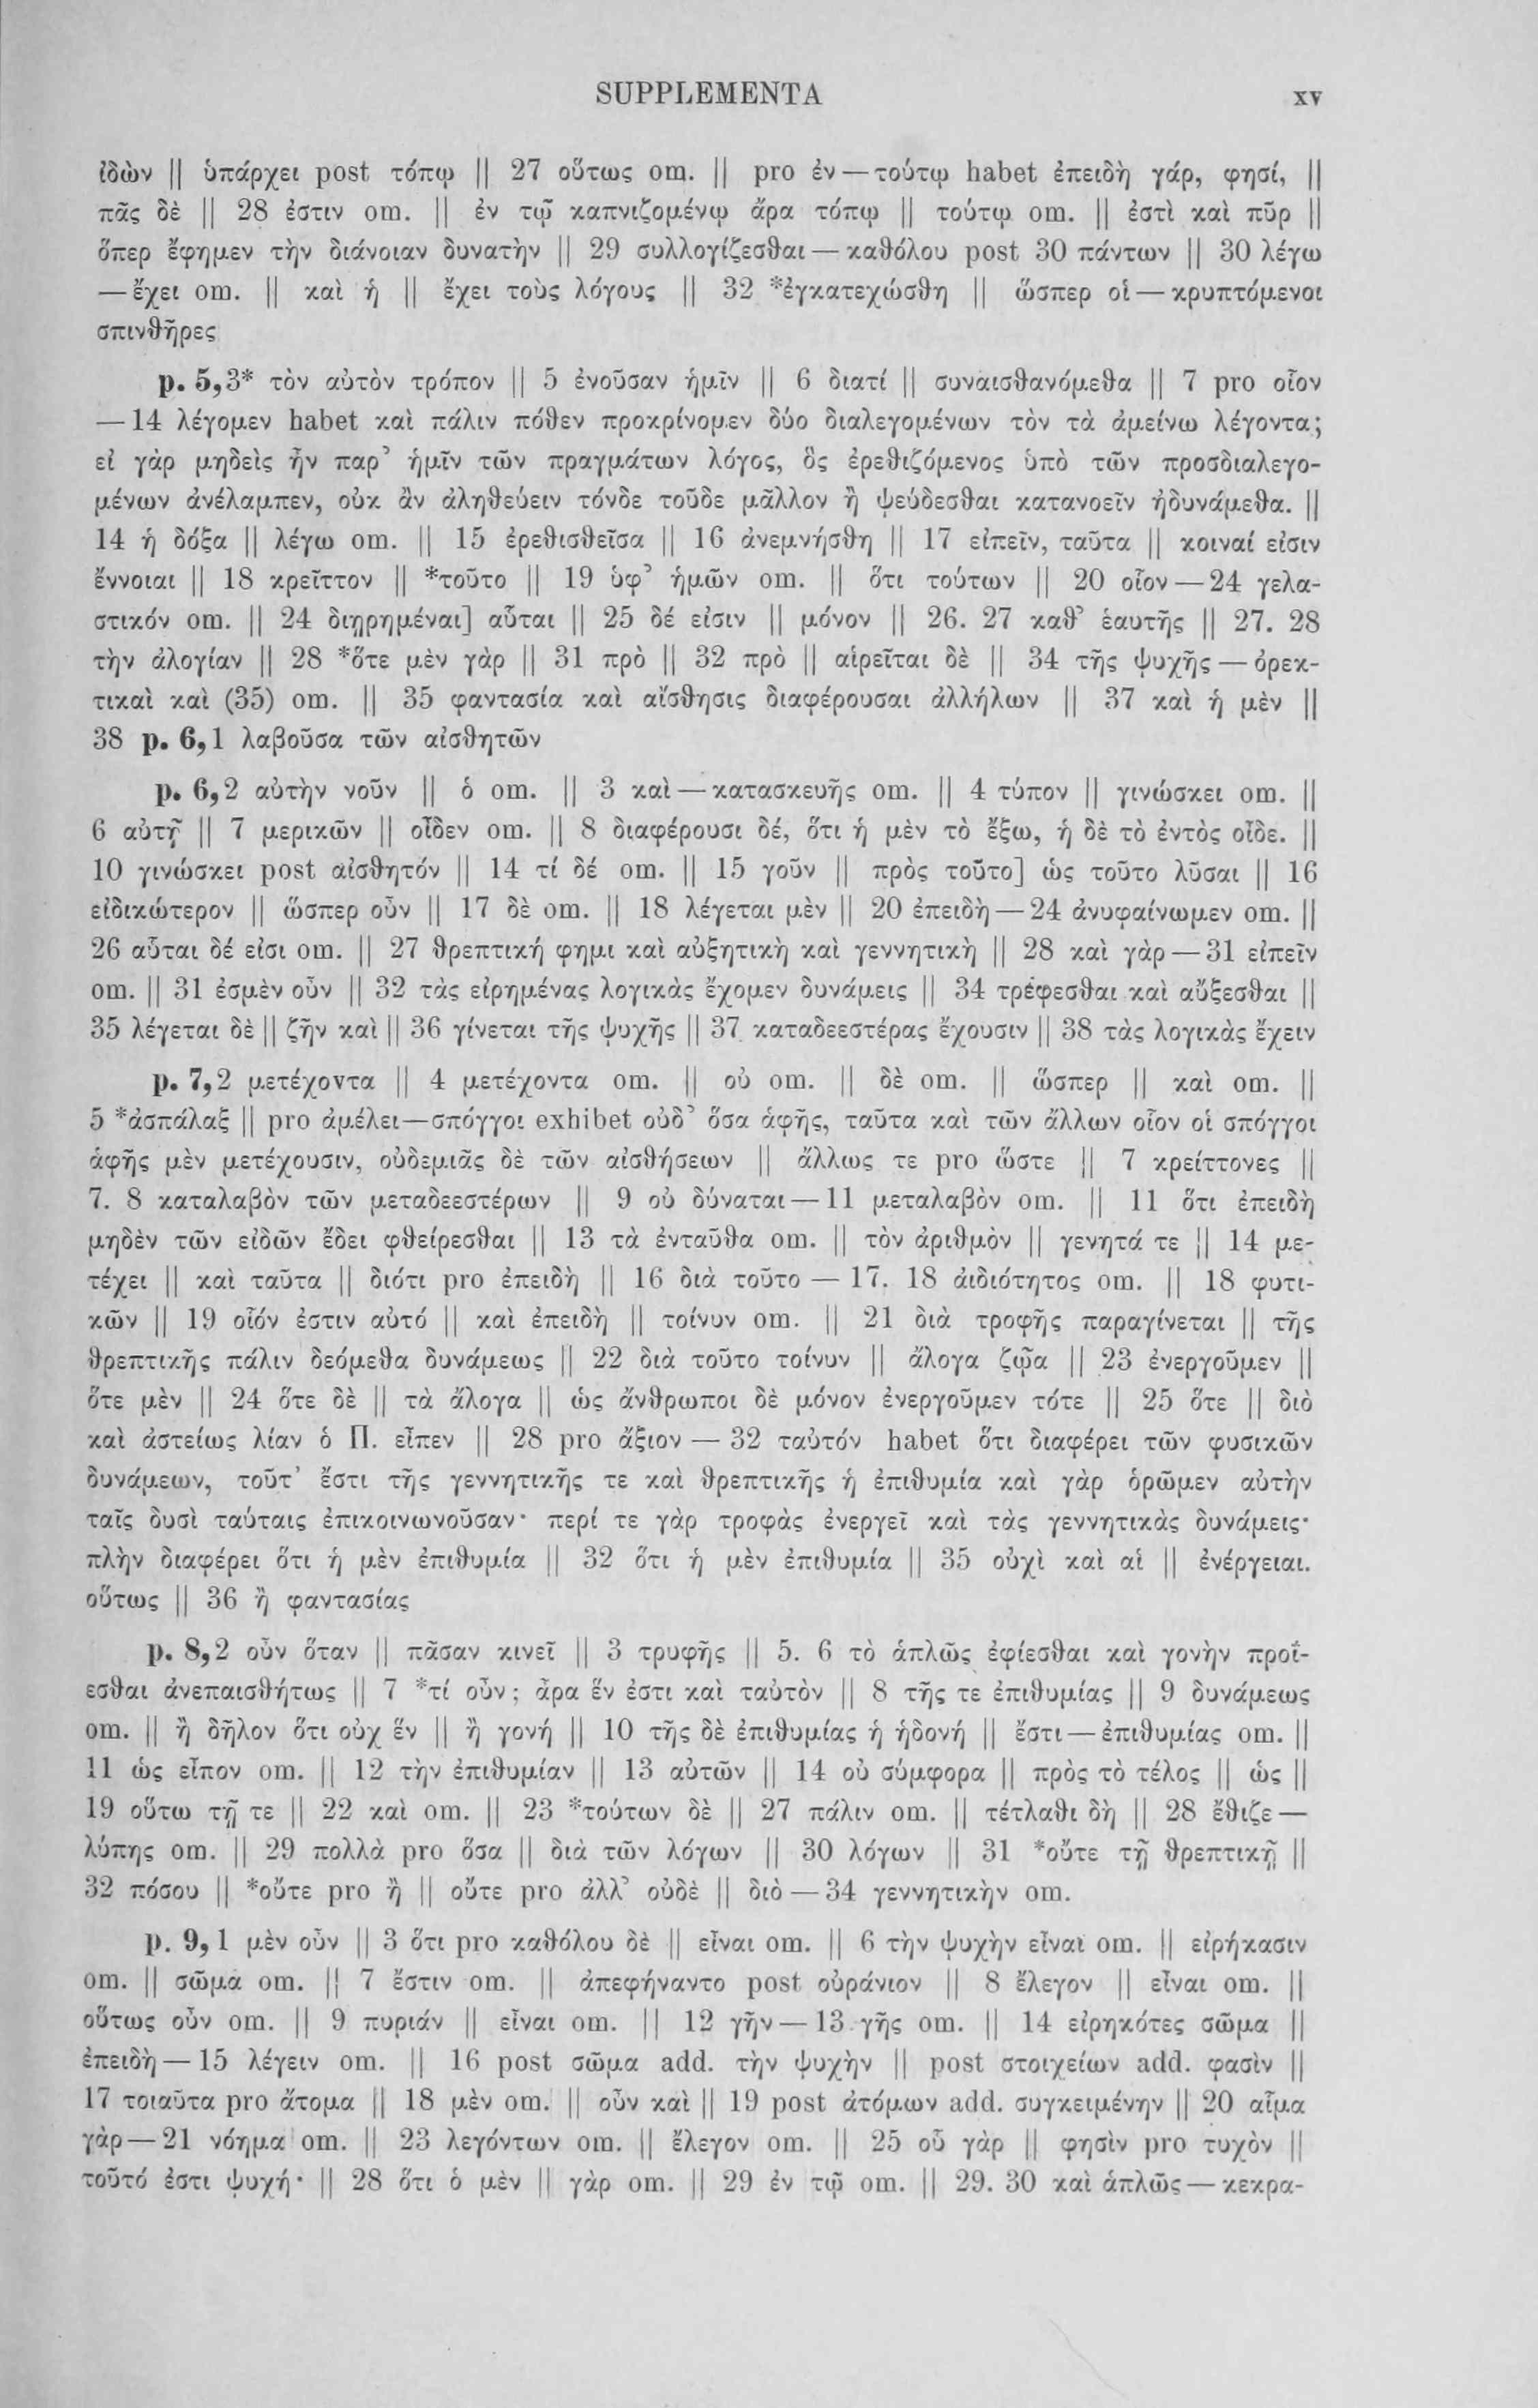 SUPPLEMENTA xv
ἰδὼν || ὑπάρχει post τόπῳ || 27 οὕτως om. || pro ἐν — τούτῳ habet ἐπειδὴ γάρ, φησί, ||
πᾶς δὲ || 28 ἐστιν om. || ἐν τῷ καπνιζομένῳ ἄρα τόπῳ || τούτῳ om. || ἐστὶ καὶ πῦρ ||
ὅπερ ἔφημεν τὴν διάνοιαν δυνατὴν || 29 συλλογίζεσθαι — καθόλου post 30 πάντων || 30 λέγω
— ἔχει om. || καὶ ἡ || ἔχει τοὺς λόγους || 32 *ἐγκατεχώσθη || ὥσπερ οἱ — κρυπτόμενοι
σπινθῆρες
p. 5,3* τὸν αὐτὸν τρόπον || 5 ἐνοῦσαν ἡμῖν || 6 διατί || συναισθανόμεθα || 7 pro οἷον
— 14 λέγομεν habet καὶ πάλιν πόθεν προκρίνομεν δύο διαλεγομένων τὸν τὰ ἀμείνω λέγοντα;
εἰ γὰρ μηδεὶς ἦν παρ’ ἡμῖν τῶν πραγμάτων λόγος, ὃς ἐρεθιζόμενος ὑπὸ τῶν προσδιαλεγο-
μένων ἀνέλαμπεν, οὐκ ἂν ἀληθεύειν τόνδε τοῦδε μᾶλλον ἢ ψεύδεσθαι κατανοεῖν ἠδυνάμεθα. ||
14 ἡ δόξα || λέγω om. || 15 ἐρεθισθεῖσα || 16 ἀνεμνήσθη || 17 εἰπεῖν, ταῦτα || κοιναί εἰσιν
ἔννοιαι || 18 κρεῖττον || *τοῦτο || 19 ὑφ’ ἡμῶν om. || ὅτι τούτων || 20 οἷον — 24 γελα-
στικόν om. || 24 διῃρημέναι] αὗται || 25 δέ εἰσιν || μόνον || 26. 27 καθ’ ἑαυτῆς || 27. 28
τὴν ἀλογίαν || 28 *ὅτε μὲν γὰρ || 31 πρὸ || 32 πρὸ || αἱρεῖται δὲ || 34 τῆς ψυχῆς — ὀρεκ-
τικαὶ καὶ (35) om. || 35 φαντασία καὶ αἴσθησις διαφέρουσαι ἀλλήλων || 37 καὶ ἡ μὲν ||
38 p. 6,1 λαβοῦσα τῶν αἰσθητῶν
p. 6,2 αὐτὴν νοῦν || ὁ om. || 3 καὶ — κατασκευῆς om. || 4 τύπον || γινώσκει om. ||
6 αὐτῇ || 7 μερικῶν || οἶδεν om. || 8 διαφέρουσι δέ, ὅτι ἡ μὲν τὸ ἔξω, ἡ δὲ τὸ ἐντὸς οἶδε. ||
10 γινώσκει post αἰσθητόν || 14 τί δέ om. || 15 γοῦν || πρὸς τοῦτο] ὡς τοῦτο λῦσαι || 16
εἰδικώτερον || ὥσπερ οὖν || 17 δὲ om. || 18 λέγεται μὲν || 20 ἐπειδὴ — 24 ἀνυφαίνωμεν om. ||
26 αὗται δέ εἰσι om. || 27 θρεπτική φημι καὶ αὐξητικὴ καὶ γεννητικὴ || 28 καὶ γὰρ — 31 εἰπεῖν
om. || 31 ἐσμὲν οὖν || 32 τὰς εἰρημένας λογικὰς ἔχομεν δυνάμεις || 34 τρέφεσθαι καὶ αὔξεσθαι ||
35 λέγεται δὲ || ζῆν καὶ || 36 γίνεται τῆς ψυχῆς || 37 καταδεεστέρας ἔχουσιν || 38 τὰς λογικὰς ἔχειν
p. 7,2 μετέχοντα || 4 μετέχοντα om. || οὐ om. || δὲ om. || ὥσπερ || καὶ om. ||
5 *ἀσπάλαξ || pro ἀμέλει—σπόγγοι exhibet οὐδ’ ὅσα ἁφῆς, ταῦτα καὶ τῶν ἄλλων οἷον οἱ σπόγγοι
ἁφῆς μὲν μετέχουσιν, οὐδεμιᾶς δὲ τῶν αἰσθήσεων || ἄλλως τε pro ὥστε || 7 κρείττονες ||
7. 8 καταλαβὸν τῶν μεταδεεστέρων || 9 οὐ δύναται — 11 μεταλαβὸν om. || 11 ὅτι ἐπειδὴ
μηδὲν τῶν εἰδῶν ἔδει φθείρεσθαι || 13 τὰ ἐνταῦθα om. || τὸν ἀριθμὸν || γενητά τε || 14 με-
τέχει || καὶ ταῦτα || διότι pro ἐπειδὴ || 16 διὰ τοῦτο — 17. 18 ἀιδιότητος om. || 18 φυτι-
κῶν || 19 οἷόν ἐστιν αὐτό || καὶ ἐπειδὴ || τοίνυν om. || 21 διὰ τροφῆς παραγίνεται || τῆς
θρεπτικῆς πάλιν δεόμεθα δυνάμεως || 22 διὰ τοῦτο τοίνυν || ἄλογα ζῷα || 23 ἐνεργοῦμεν ||
ὅτε μὲν || 24 ὅτε δὲ || τὰ ἄλογα || ὡς ἄνθρωποι δὲ μόνον ἐνεργοῦμεν τότε || 25 ὅτε || διὸ
καὶ ἀστείως λίαν ὁ Π. εἶπεν || 28 pro ἄξιον — 32 ταὐτόν habet ὅτι διαφέρει τῶν φυσικῶν
δυνάμεων, τοῦτ’ ἔστι τῆς γεννητικῆς τε καὶ θρεπτικῆς ἡ ἐπιθυμία καὶ γὰρ ὁρῶμεν αὐτὴν
ταῖς δυσὶ ταύταις ἐπικοινωνοῦσαν· περί τε γὰρ τροφὰς ἐνεργεῖ καὶ τὰς γεννητικὰς δυνάμεις·
πλὴν διαφέρει ὅτι ἡ μὲν ἐπιθυμία || 32 ὅτι ἡ μὲν ἐπιθυμία || 35 οὐχὶ καὶ αἱ || ἐνέργειαι.
οὕτως || 36 ἢ φαντασίας
p. 8,2 οὖν ὅταν || πᾶσαν κινεῖ || 3 τρυφῆς || 5. 6 τὸ ἁπλῶς ἐφίεσθαι καὶ γονὴν προΐ-
εσθαι ἀνεπαισθήτως || 7 *τί οὖν; ἆρα ἕν ἐστι καὶ ταὐτὸν || 8 τῆς τε ἐπιθυμίας || 9 δυνάμεως
om. || ἢ δῆλον ὅτι οὐχ ἕν || ἢ γονή || 10 τῆς δὲ ἐπιθυμίας ἡ ἡδονή || ἔστι — ἐπιθυμίας om. ||
11 ὡς εἶπον om. || 12 τὴν ἐπιθυμίαν || 13 αὐτῶν || 14 οὐ σύμφορα || πρὸς τὸ τέλος || ὡς ||
19 οὕτω τῇ τε || 22 καὶ om. || 23 *τούτων δὲ || 27 πάλιν om. || τέτλαθι δὴ || 28 ἔθιζε —
λύπης om. || 29 πολλὰ pro ὅσα || διὰ τῶν λόγων || 30 λόγων || 31 *οὔτε τῇ θρεπτικῇ ||
32 πόσου || *οὔτε pro ἢ || οὔτε pro ἀλλ’ οὐδὲ || διὸ — 34 γεννητικὴν om.
p. 9,1 μὲν οὖν || 3 ὅτι pro καθόλου δὲ || εἶναι om. || 6 τὴν ψυχὴν εἶναι om. || εἰρήκασιν
om. || σῶμα om. || 7 ἔστιν om. || ἀπεφήναντο post οὐράνιον || 8 ἔλεγον || εἶναι om. ||
οὕτως οὖν om. || 9 πυριάν || εἶναι om. || 12 γῆν — 13 γῆς om. || 14 εἰρηκότες σῶμα ||
ἐπειδὴ — 15 λέγειν om. || 16 post σῶμα add. τὴν ψυχὴν || post στοιχείων add. φασὶν ||
17 τοιαῦτα pro ἄτομα || 18 μὲν om. || οὖν καὶ || 19 post ἀτόμων add. συγκειμένην || 20 αἷμα
γὰρ — 21 νόημα om. || 23 λεγόντων om. || ἔλεγον om. || 25 οὗ γὰρ || φησὶν pro τυχὸν ||
τοῦτό ἐστι ψυχή· || 28 ὅτι ὁ μὲν || γὰρ om. || 29 ἐν τῷ om. || 29. 30 καὶ ἁπλῶς — κεκρα-